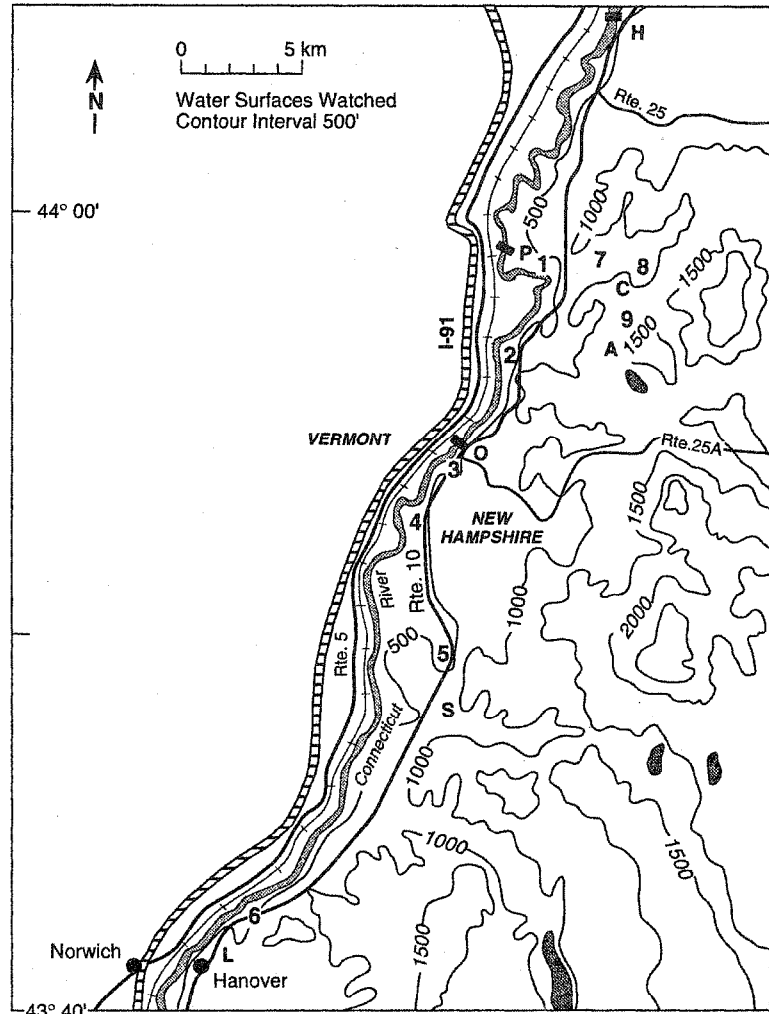 H
0 5 km
N
Water Surfaces Watched
Contour Interval 500'
Rte. 25
44° 00'
500
1000
P 1 7 8
1500
C
9
I-91
2
A 1500
VERMONT
O
Rte.25A
3
4
NEW
HAMPSHIRE
1500
River
Rte. 10
1000
2000
Rte. 5
500
5
S
Connecticut
1000
1000
1500
6
1500
Norwich
L
Hanover
43° 40'